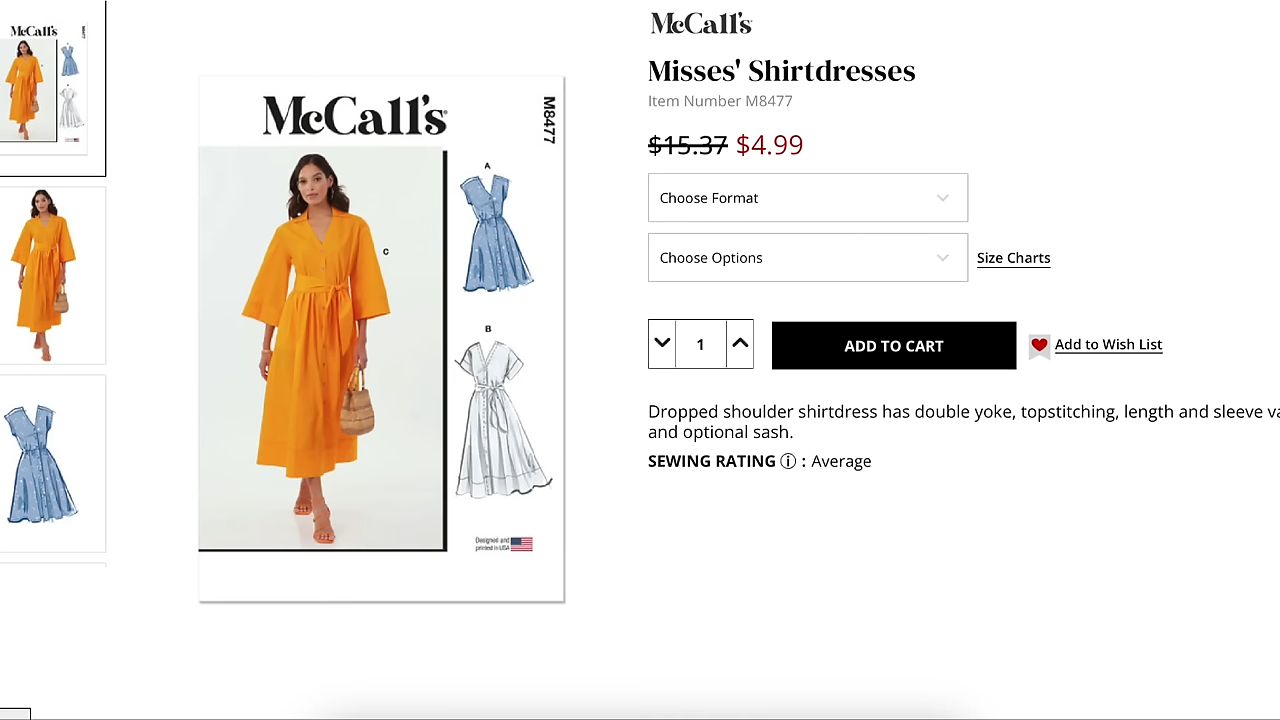 McCall's
McCall's
M8477
A
C
B
Designed and
printed in USA
McCall's
Misses' Shirtdresses
Item Number M8477
$15.37 $4.99
Choose Format
Choose Options
Size Charts
1
ADD TO CART
Add to Wish List
Dropped shoulder shirtdress has double yoke, topstitching, length and sleeve va
and optional sash.
SEWING RATING ⓘ : Average